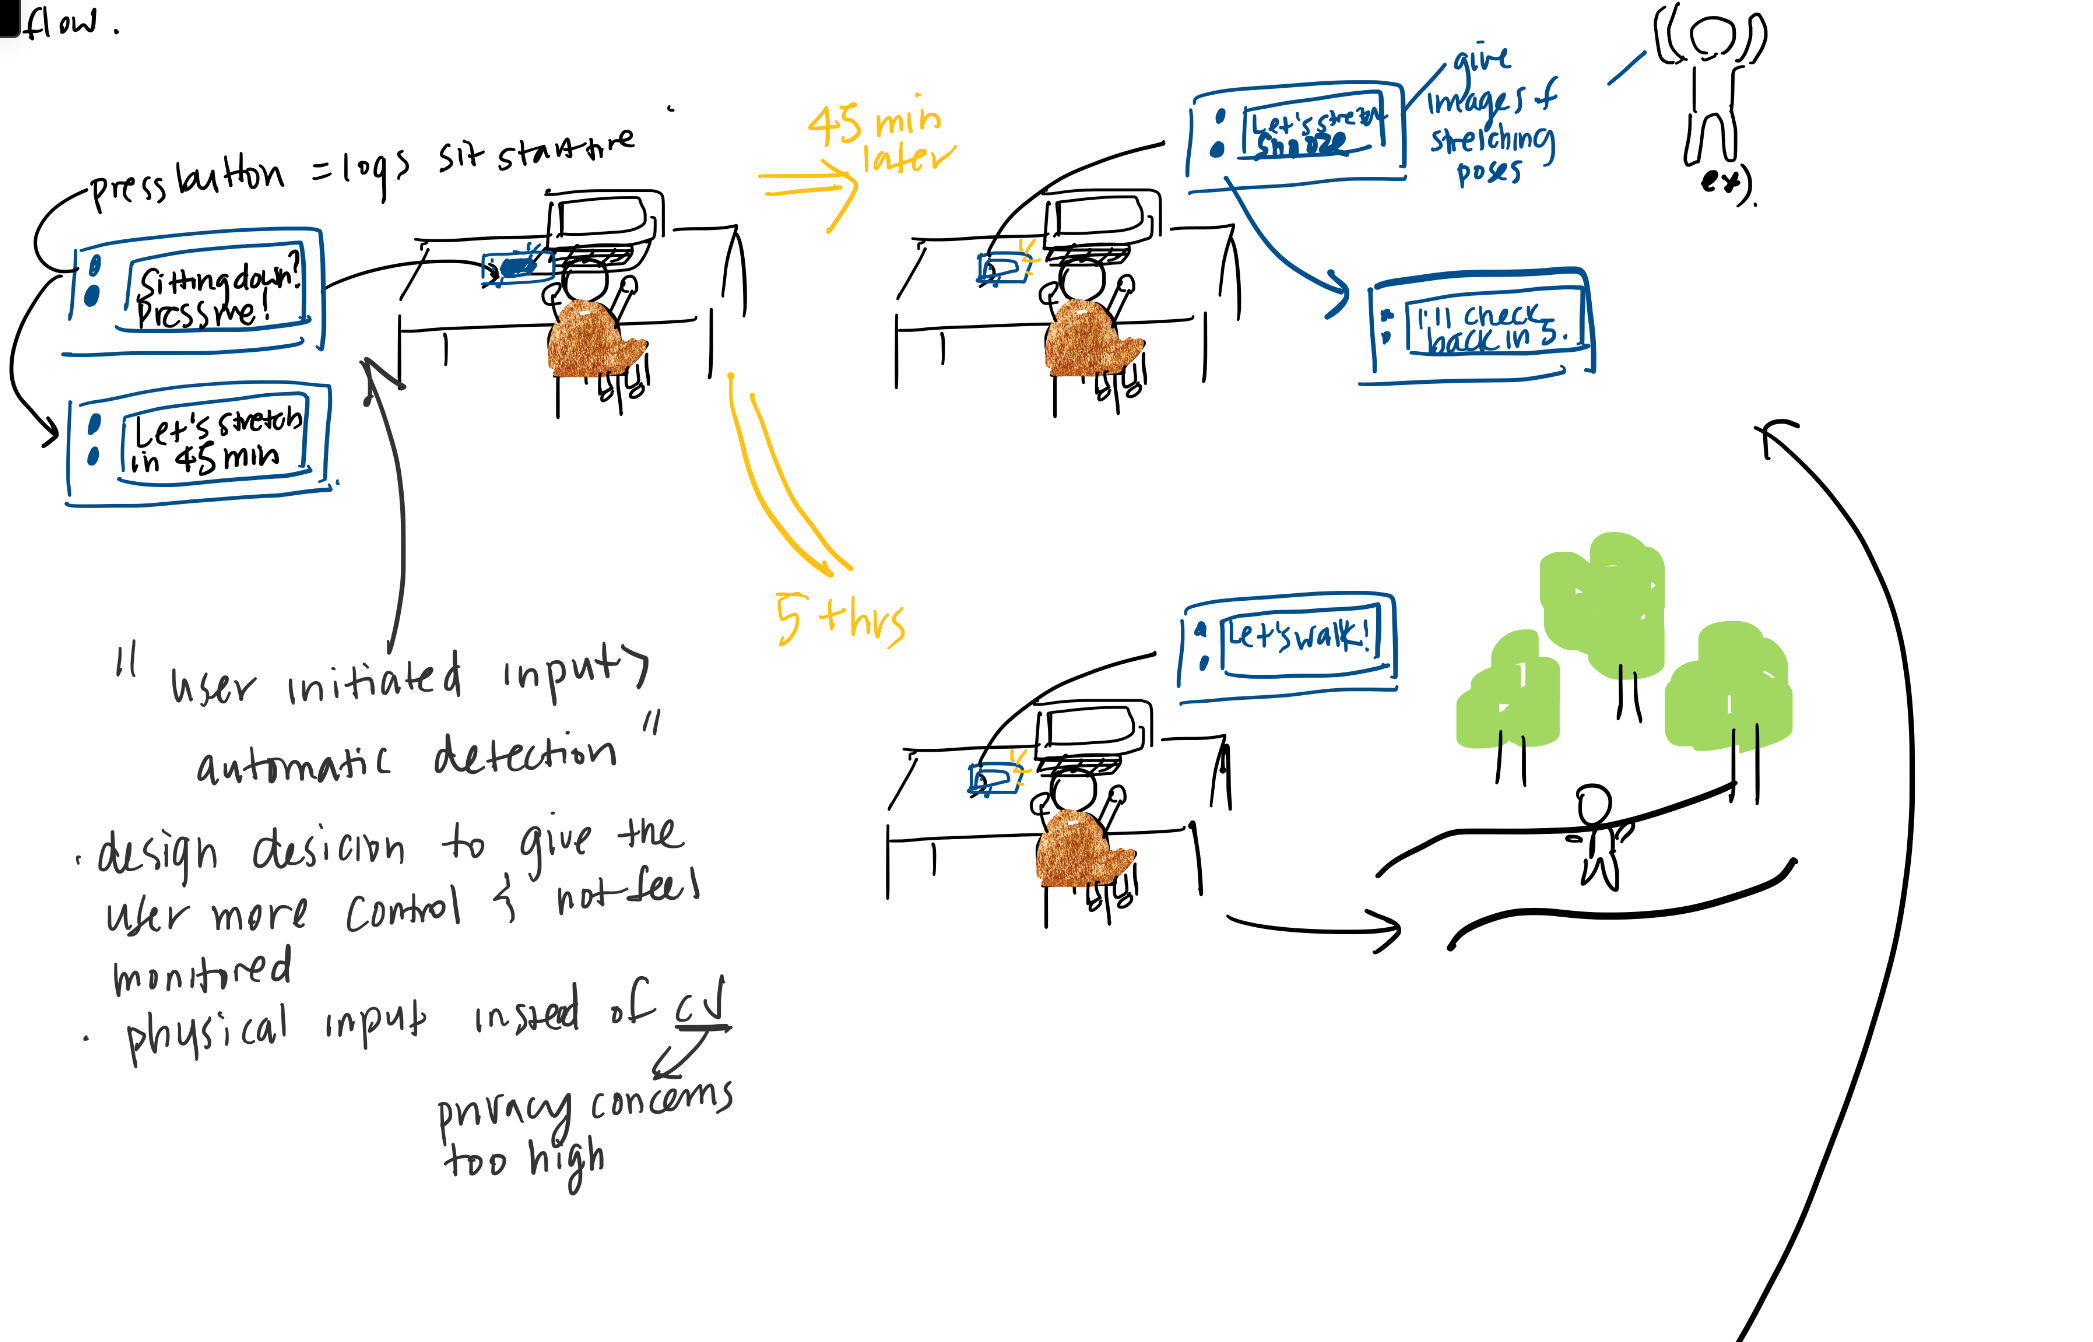 flow.
press button = logs sit start time
Sitting down?
Press me!
Let's stretch
in 45 min
45 min
later
Let's stretch
Snooze
give
images of
stretching
poses
ex).
I'll check
back in 5.
5+hrs
Let's walk!
" user initiated input >
automatic detection "
· design desicion to give the
user more control & not feel
monitored
· physical input instead of CV
privacy concerns
too high